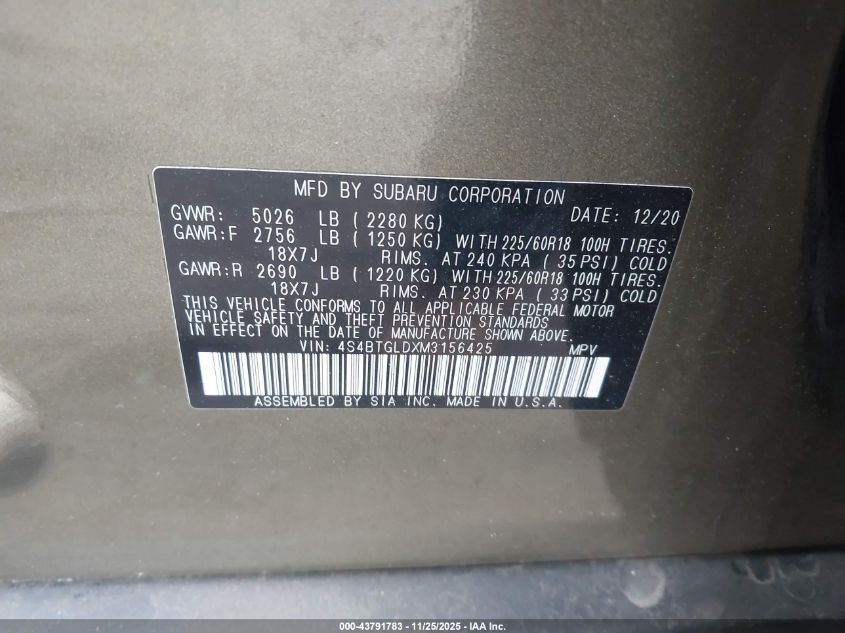 MFD BY SUBARU CORPORATION
GVWR: 5026 LB ( 2280 KG) DATE: 12/20
GAWR:F 2756 LB ( 1250 KG) WITH 225/60R18 100H TIRES.
18X7J RIMS. AT 240 KPA ( 35 PSI) COLD
GAWR:R 2690 LB ( 1220 KG) WITH 225/60R18 100H TIRES.
18X7J RIMS. AT 230 KPA ( 33 PSI) COLD
THIS VEHICLE CONFORMS TO ALL APPLICABLE FEDERAL MOTOR
VEHICLE SAFETY AND THEFT PREVENTION STANDARDS
IN EFFECT ON THE DATE OF MANUFACTURE SHOWN ABOVE.
VIN: 4S4BTGLDXM3156425 MPV
ASSEMBLED BY SIA INC. MADE IN U.S.A.
000-43791783 - 11/25/2025 - IAA Inc.